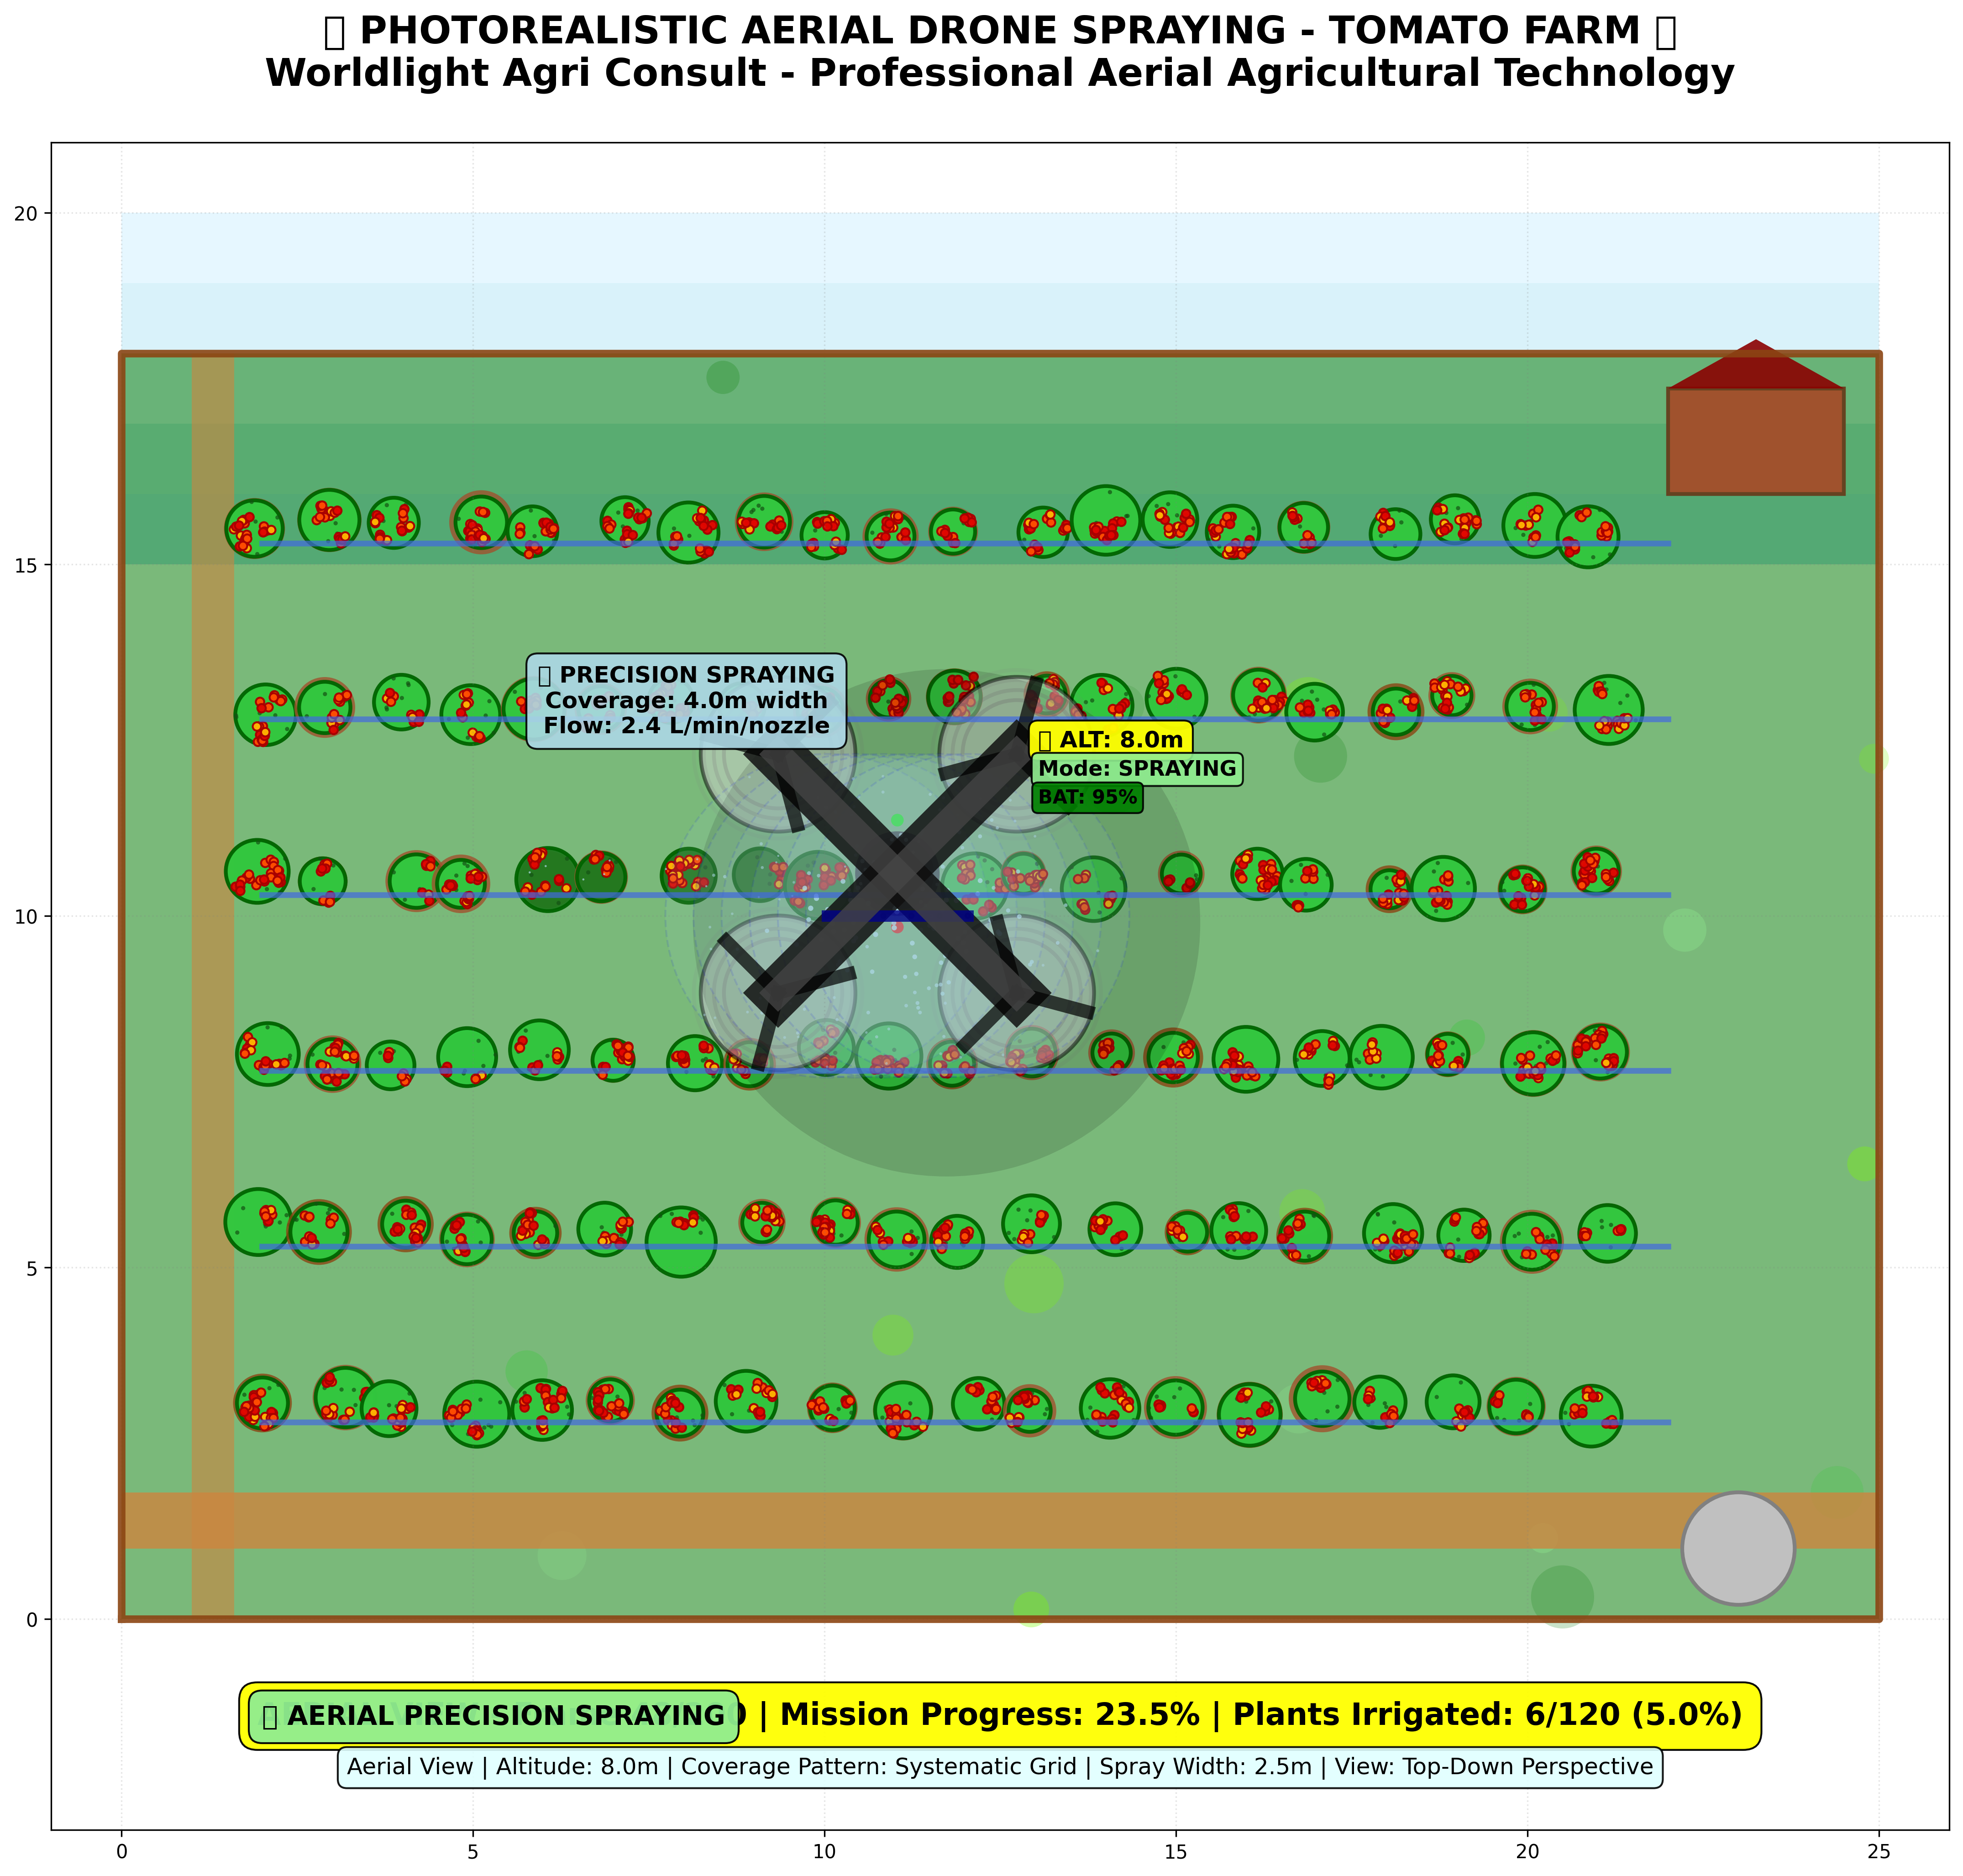 PHOTOREALISTIC AERIAL DRONE SPRAYING - TOMATO FARM
Worldlight Agri Consult - Professional Aerial Agricultural Technology
20
15
10
5
0
PRECISION SPRAYING
Coverage: 4.0m width
Flow: 2.4 L/min/nozzle
ALT: 8.0m
Mode: SPRAYING
BAT: 95%
AERIAL PRECISION SPRAYING
| Mission Progress: 23.5% | Plants Irrigated: 6/120 (5.0%)
Aerial View | Altitude: 8.0m | Coverage Pattern: Systematic Grid | Spray Width: 2.5m | View: Top-Down Perspective
0 5 10 15 20 25